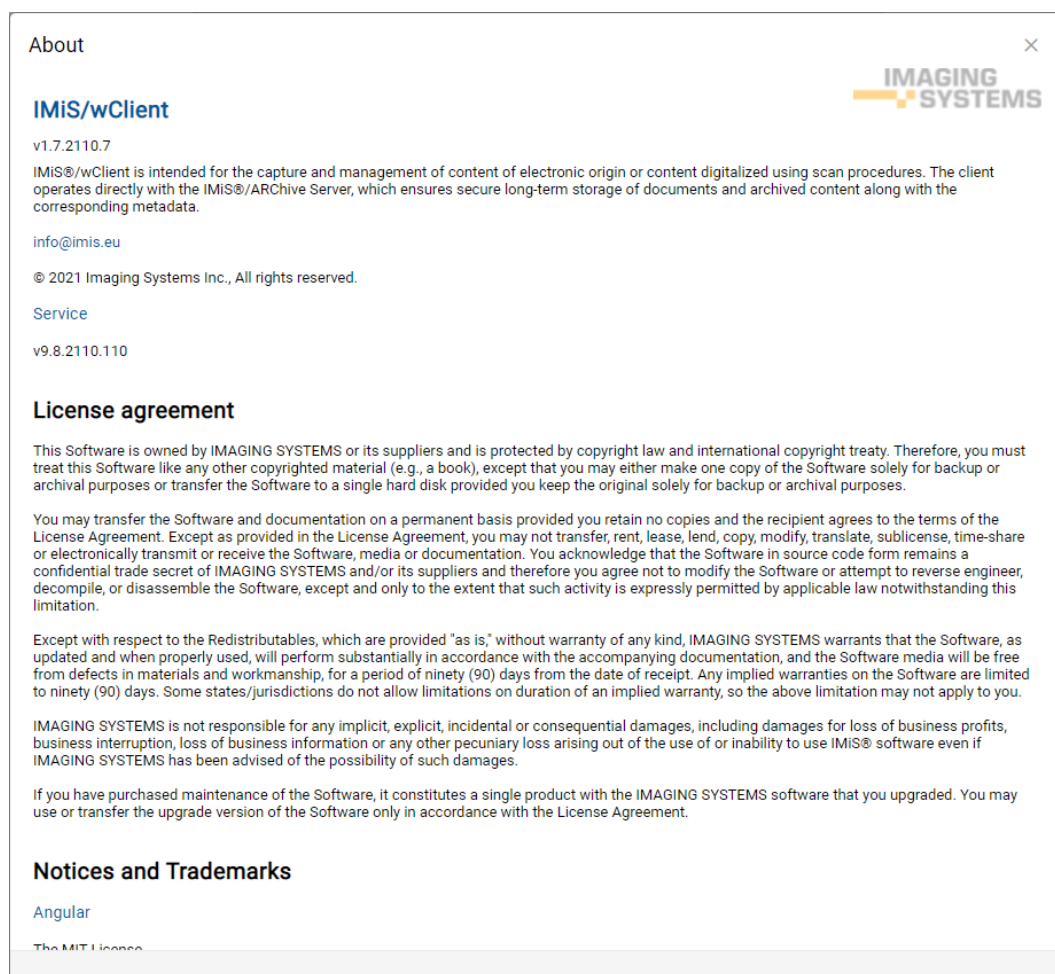 About
×
IMAGING
SYSTEMS
IMiS/wClient
v1.7.2110.7
IMiS®/wClient is intended for the capture and management of content of electronic origin or content digitalized using scan procedures. The client
operates directly with the IMiS®/ARChive Server, which ensures secure long-term storage of documents and archived content along with the
corresponding metadata.
info@imis.eu
© 2021 Imaging Systems Inc., All rights reserved.
Service
v9.8.2110.110
License agreement
This Software is owned by IMAGING SYSTEMS or its suppliers and is protected by copyright law and international copyright treaty. Therefore, you must
treat this Software like any other copyrighted material (e.g., a book), except that you may either make one copy of the Software solely for backup or
archival purposes or transfer the Software to a single hard disk provided you keep the original solely for backup or archival purposes.
You may transfer the Software and documentation on a permanent basis provided you retain no copies and the recipient agrees to the terms of the
License Agreement. Except as provided in the License Agreement, you may not transfer, rent, lease, lend, copy, modify, translate, sublicense, time-share
or electronically transmit or receive the Software, media or documentation. You acknowledge that the Software in source code form remains a
confidential trade secret of IMAGING SYSTEMS and/or its suppliers and therefore you agree not to modify the Software or attempt to reverse engineer,
decompile, or disassemble the Software, except and only to the extent that such activity is expressly permitted by applicable law notwithstanding this
limitation.
Except with respect to the Redistributables, which are provided "as is," without warranty of any kind, IMAGING SYSTEMS warrants that the Software, as
updated and when properly used, will perform substantially in accordance with the accompanying documentation, and the Software media will be free
from defects in materials and workmanship, for a period of ninety (90) days from the date of receipt. Any implied warranties on the Software are limited
to ninety (90) days. Some states/jurisdictions do not allow limitations on duration of an implied warranty, so the above limitation may not apply to you.
IMAGING SYSTEMS is not responsible for any implicit, explicit, incidental or consequential damages, including damages for loss of business profits,
business interruption, loss of business information or any other pecuniary loss arising out of the use of or inability to use IMiS® software even if
IMAGING SYSTEMS has been advised of the possibility of such damages.
If you have purchased maintenance of the Software, it constitutes a single product with the IMAGING SYSTEMS software that you upgraded. You may
use or transfer the upgrade version of the Software only in accordance with the License Agreement.
Notices and Trademarks
Angular
The MIT License